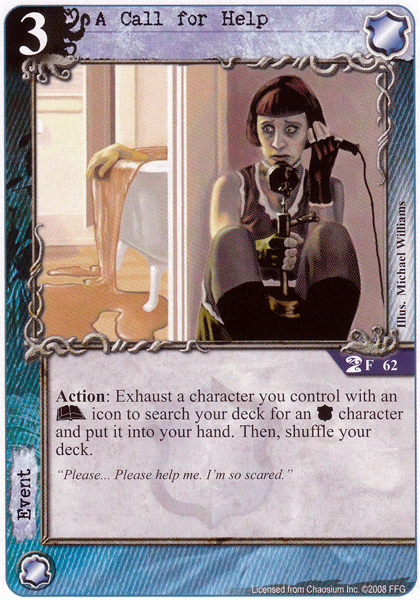 3
A Call for Help
Illus. Michael Williams
F 62
Action: Exhaust a character you control with an
icon to search your deck for an character
and put it into your hand. Then, shuffle your
deck.
“Please... Please help me. I'm so scared.”
Event
Licensed from Chaosium Inc. ©2008 FFG